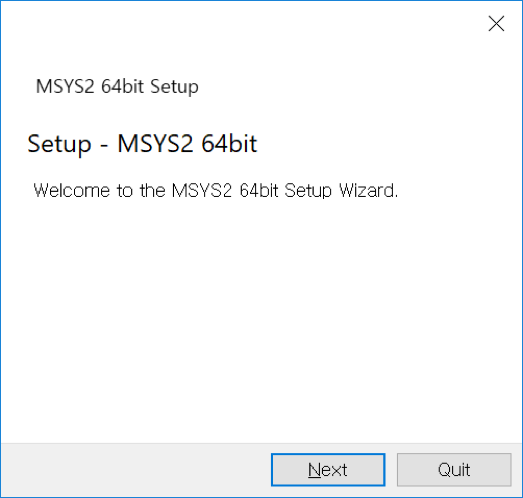 MSYS2 64bit Setup
Setup - MSYS2 64bit
Welcome to the MSYS2 64bit Setup Wizard.
Next
Quit